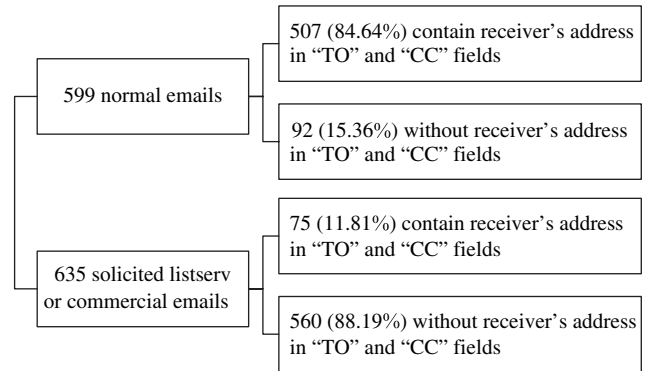 507 (84.64%) contain receiver’s address
in “TO” and “CC” fields
599 normal emails
92 (15.36%) without receiver’s address
in “TO” and “CC” fields
75 (11.81%) contain receiver’s address
in “TO” and “CC” fields
635 solicited listserv
or commercial emails
560 (88.19%) without receiver’s address
in “TO” and “CC” fields